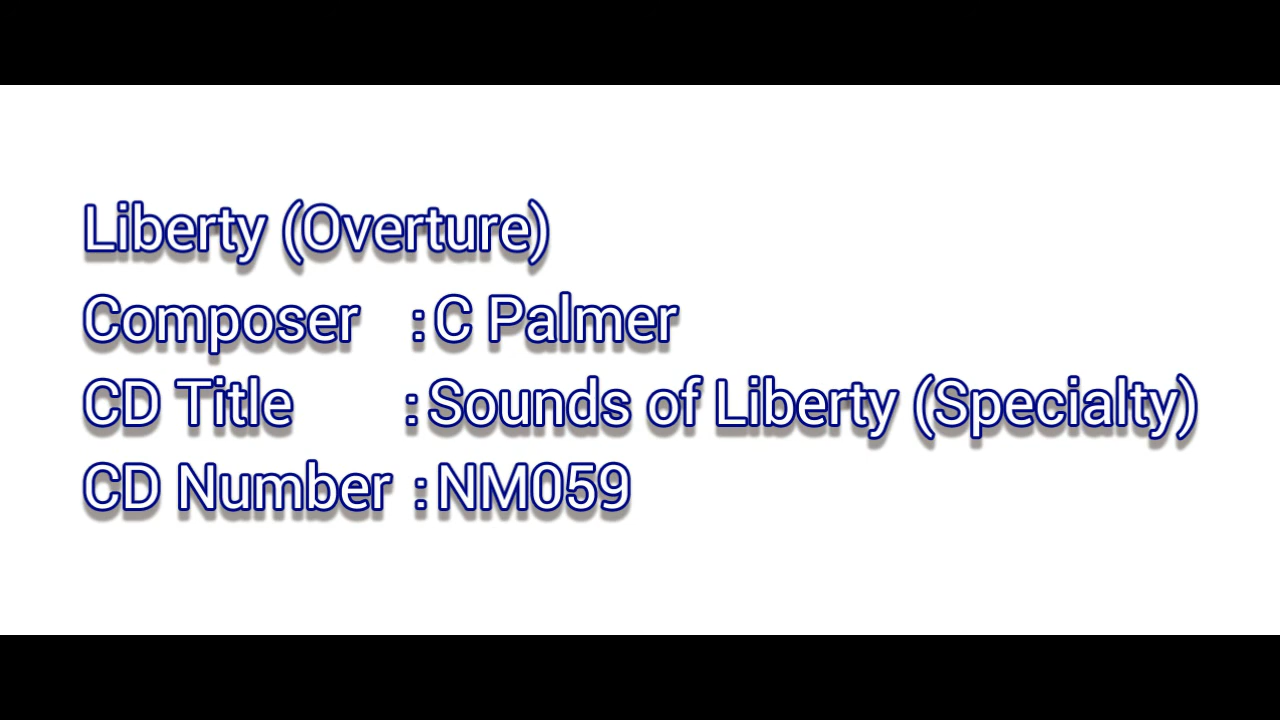 Liberty (Overture)
Composer : C Palmer
CD Title : Sounds of Liberty (Specialty)
CD Number : NM059